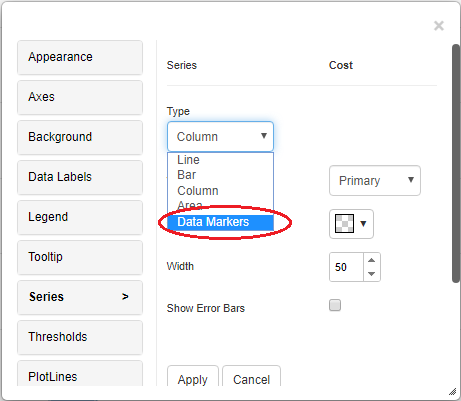 ×
Appearance
Axes
Background
Data Labels
Legend
Tooltip
Series >
Thresholds
PlotLines
Series Cost
Type
Column
Line
Bar
Column
Area
Data Markers
Primary
Width 50
Show Error Bars
Apply Cancel